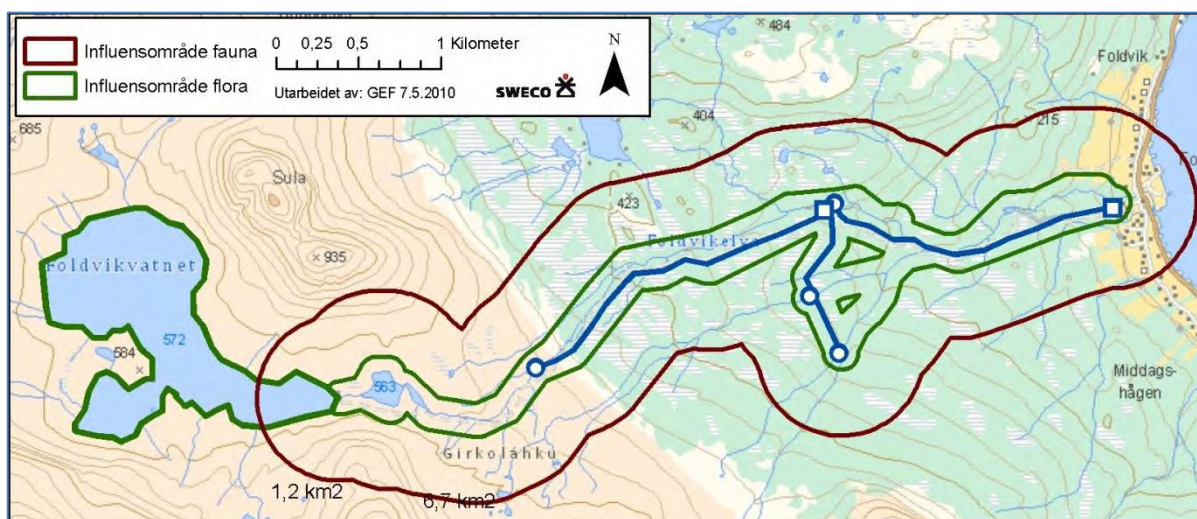 Influensområde fauna
Influensområde flora
0 0,25 0,5 1 Kilometer
Utarbeidet av: GEF 7.5.2010
SWECO
N
484
Foldvik
685
404
215
Sula
423
Foldvikelva
935
Foldvikvatnet
572
584
563
Middags-
hågen
Girkoláhku
1,2 km2
6,7 km2